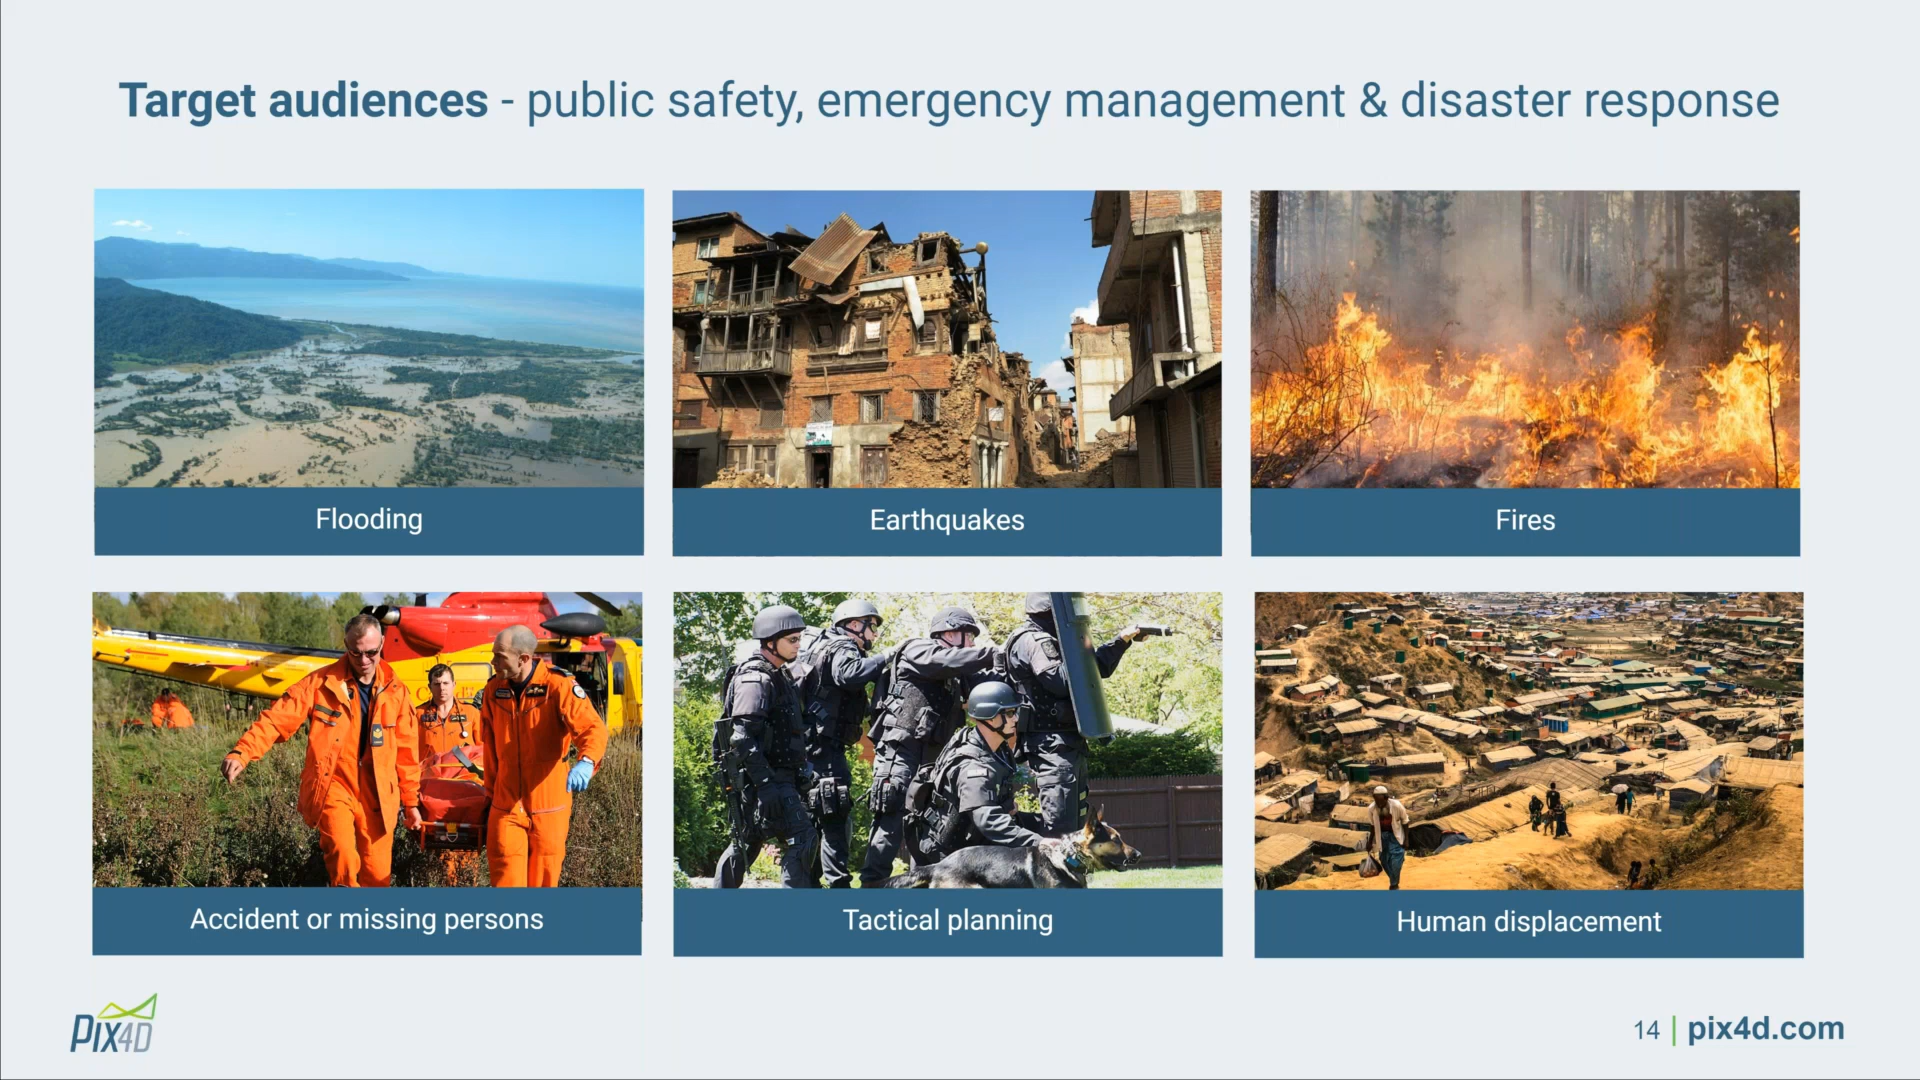 Target audiences - public safety, emergency management & disaster response
Flooding
Earthquakes
Fires
Accident or missing persons
Tactical planning
Human displacement
PIX4D
14 | pix4d.com